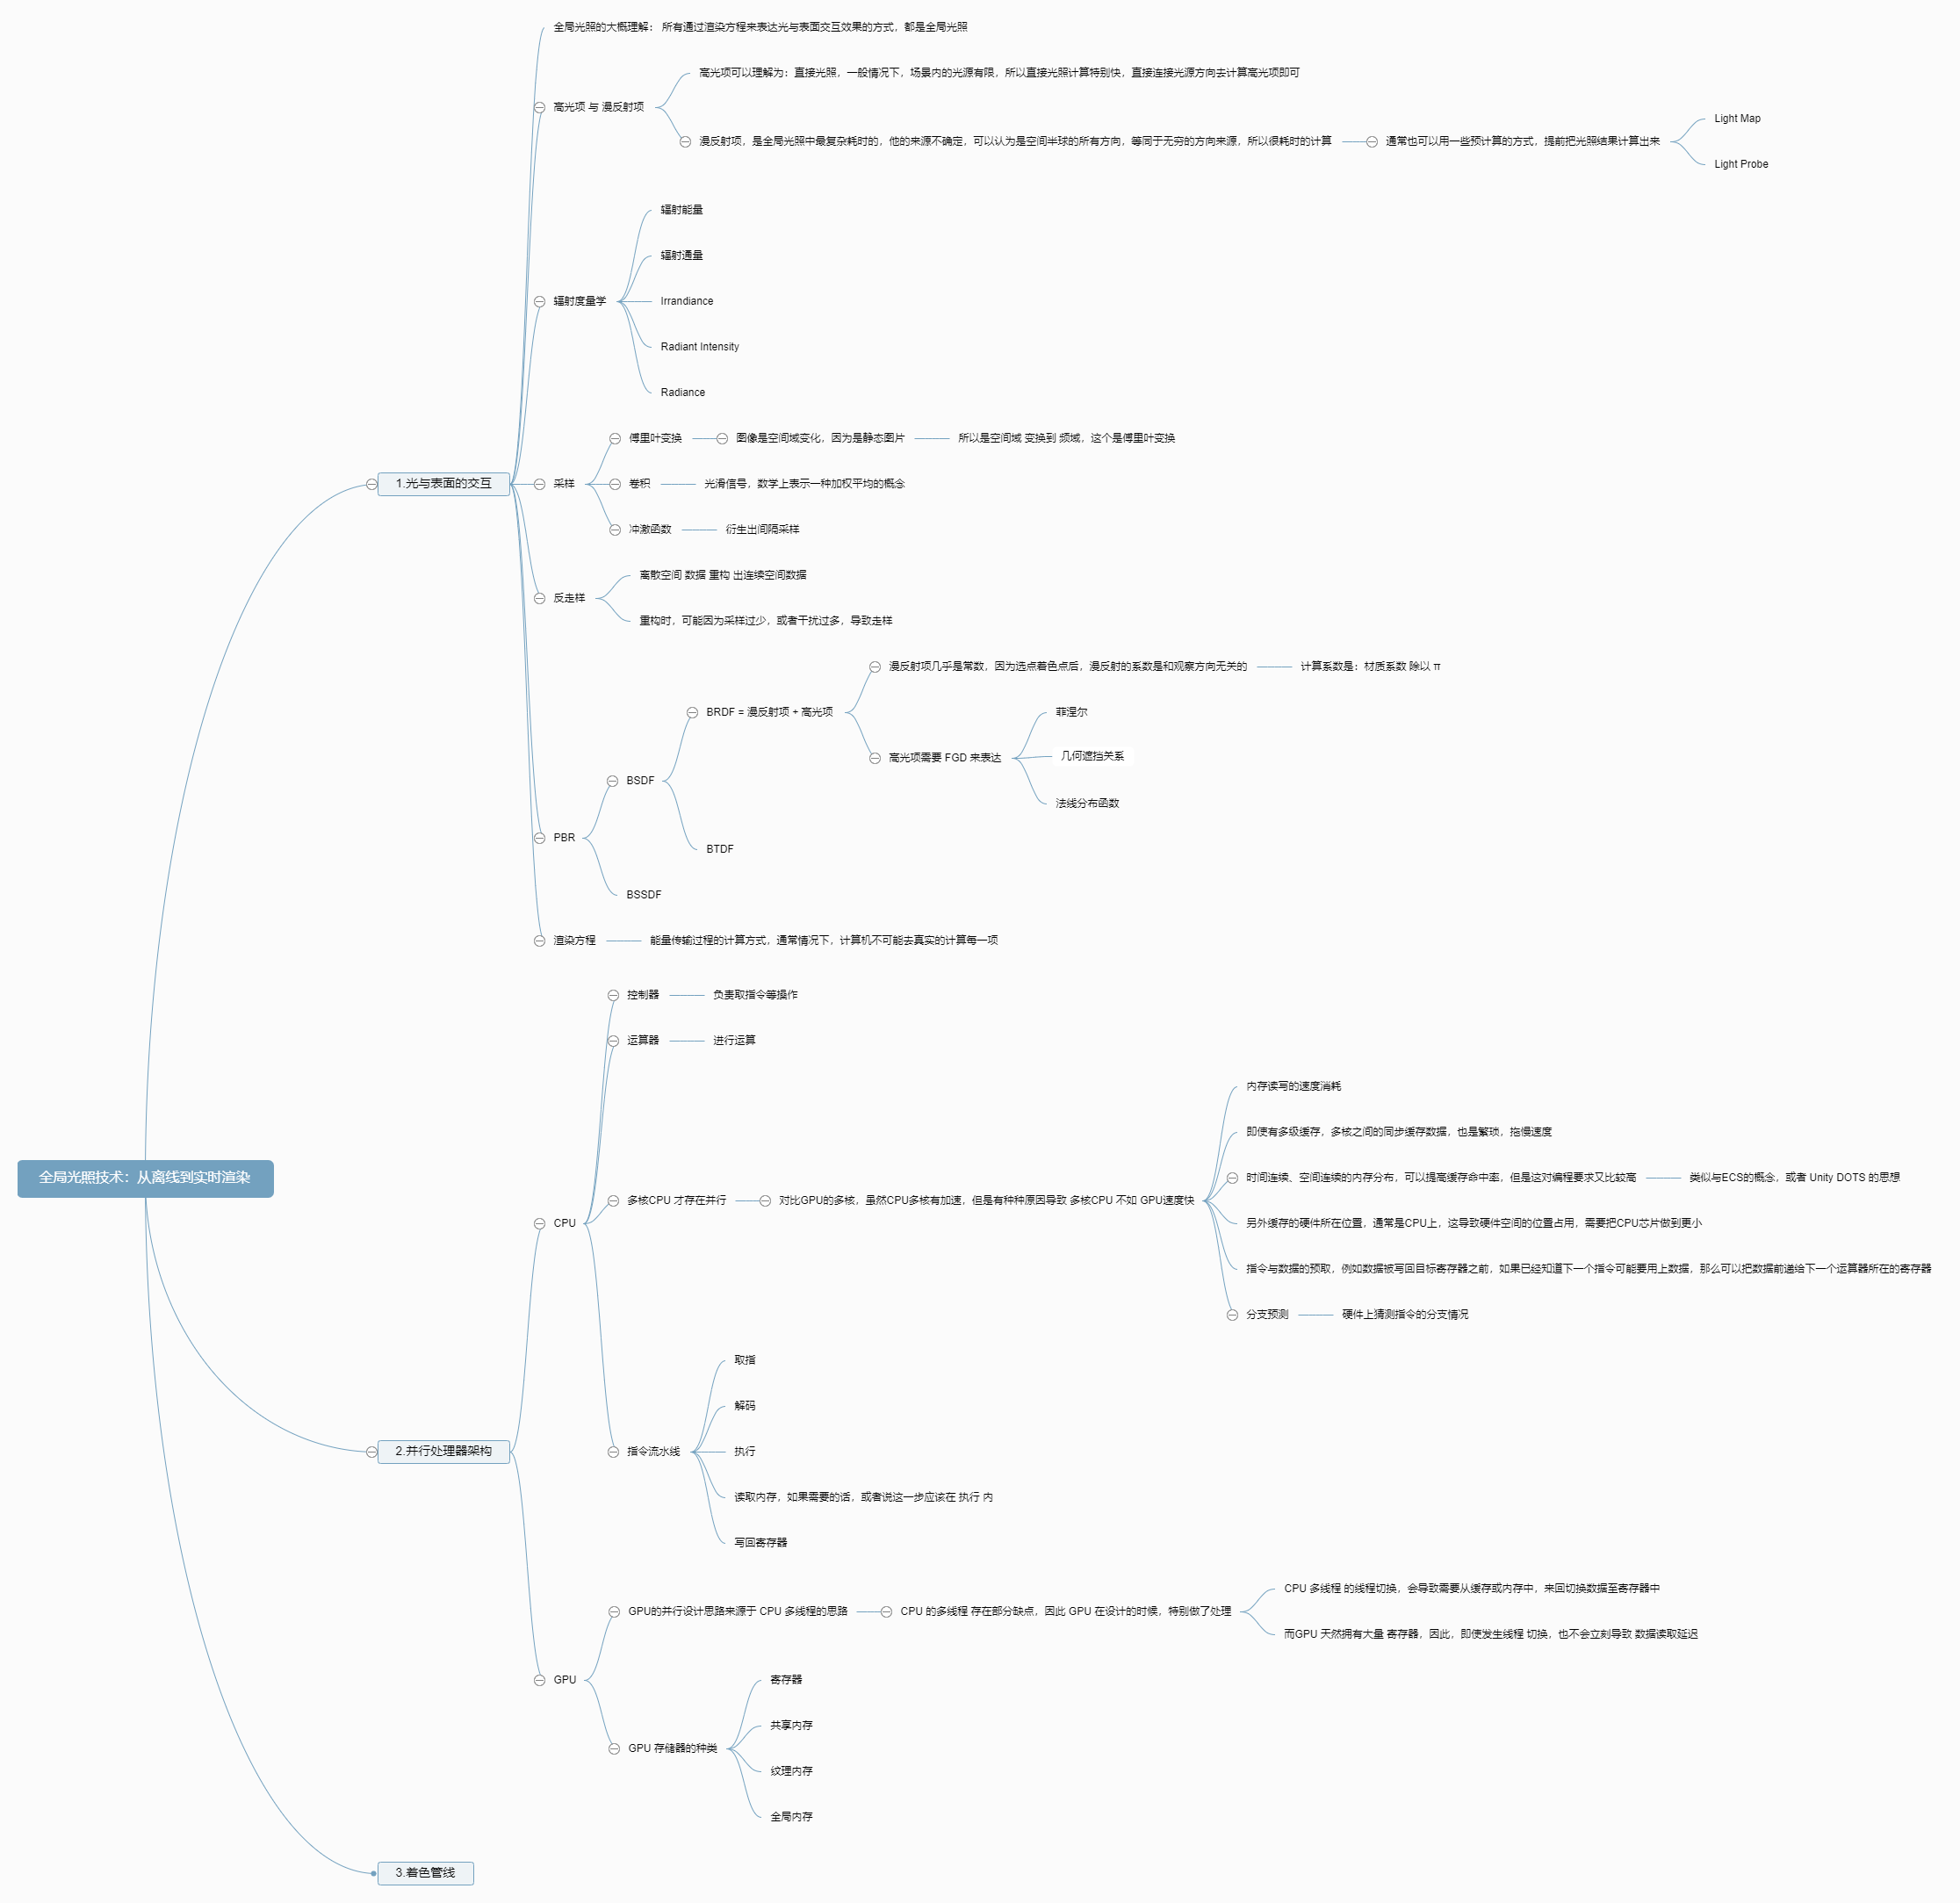 全局光照技术：从离线到实时渲染
1.光与表面的交互
全局光照的大概理解： 所有通过渲染方程来表达光与表面交互效果的方式，都是全局光照
高光项 与 漫反射项
高光项可以理解为：直接光照，一般情况下，场景内的光源有限，所以直接光照计算特别快，直接连接光源方向去计算高光项即可
漫反射项，是全局光照中最复杂耗时的，他的来源不确定，可以认为是空间半球的所有方向，等同于无穷的方向来源，所以很耗时的计算
通常也可以用一些预计算的方式，提前把光照结果计算出来
Light Map
Light Probe
辐射度量学
辐射能量
辐射通量
Irrandiance
Radiant Intensity
Radiance
采样
傅里叶变换
图像是空间域变化，因为是静态图片
所以是空间域 变换到 频域，这个是傅里叶变换
卷积
光滑信号，数学上表示一种加权平均的概念
冲激函数
衍生出间隔采样
反走样
离散空间 数据 重构 出连续空间数据
重构时，可能因为采样过少，或者干扰过多，导致走样
PBR
BSDF
BRDF = 漫反射项 + 高光项
漫反射项几乎是常数，因为选点着色点后，漫反射的系数是和观察方向无关的
计算系数是：材质系数 除以 π
高光项需要 FGD 来表达
菲涅尔
几何遮挡关系
法线分布函数
BTDF
BSSDF
渲染方程
能量传输过程的计算方式，通常情况下，计算机不可能去真实的计算每一项
2.并行处理器架构
CPU
控制器
负责取指令等操作
运算器
进行运算
多核CPU 才存在并行
对比GPU的多核，虽然CPU多核有加速，但是有种种原因导致 多核CPU 不如 GPU速度快
内存读写的速度消耗
即使有多级缓存，多核之间的同步缓存数据，也是繁琐，拖慢速度
时间连续、空间连续的内存分布，可以提高缓存命中率，但是这对编程要求又比较高
类似与ECS的概念，或者 Unity DOTS 的思想
另外缓存的硬件所在位置，通常是CPU上，这导致硬件空间的位置占用，需要把CPU芯片做到更小
指令与数据的预取，例如数据被写回目标寄存器之前，如果已经知道下一个指令可能要用上数据，那么可以把数据前递给下一个运算器所在的寄存器
分支预测
硬件上猜测指令的分支情况
指令流水线
取指
解码
执行
读取内存，如果需要的话，或者说这一步应该在 执行 内
写回寄存器
GPU
GPU的并行设计思路来源于 CPU 多线程的思路
CPU 的多线程 存在部分缺点，因此 GPU 在设计的时候，特别做了处理
CPU 多线程 的线程切换，会导致需要从缓存或内存中，来回切换数据至寄存器中
而GPU 天然拥有大量 寄存器，因此，即使发生线程 切换，也不会立刻导致 数据读取延迟
GPU 存储器的种类
寄存器
共享内存
纹理内存
全局内存
3.着色管线